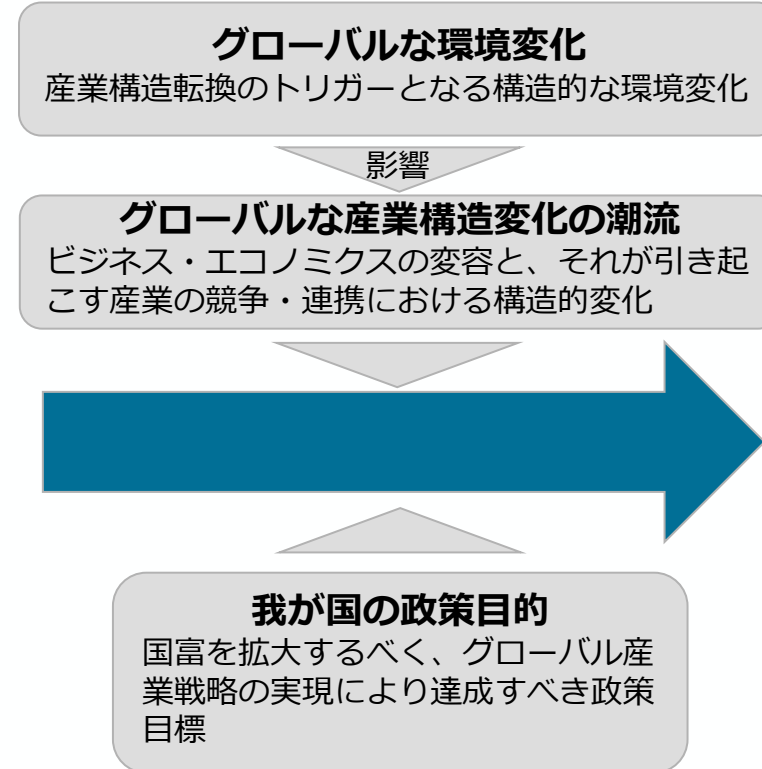 グローバルな環境変化
産業構造転換のトリガーとなる構造的な環境変化
影響
グローバルな産業構造変化の潮流
ビジネス・エコノミクスの変容と、それが引き起
こす産業の競争・連携における構造的変化
我が国の政策目的
国富を拡大するべく、グローバル産
業戦略の実現により達成すべき政策
目標